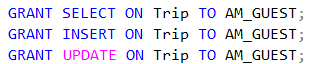 GRANT SELECT ON Trip TO AM_GUEST;
GRANT INSERT ON Trip TO AM_GUEST;
GRANT UPDATE ON Trip TO AM_GUEST;